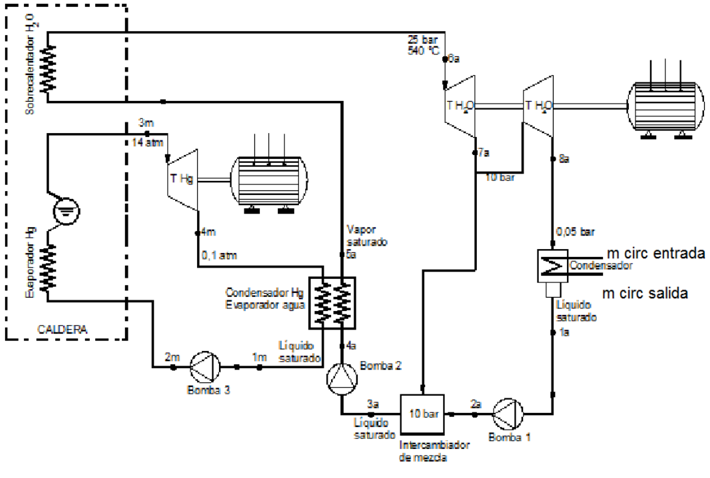 Sobrecalentador H2O
25 bar
540 ºC
6a
T H2O
T H2O
3m
14 atm
T Hg
7a
10 bar
8a
4m
0,1 atm
Vapor
saturado
5a
0,05 bar
m circ entrada
Condensador
m circ salida
Evaporador Hg
Condensador Hg
Evaporador agua
Líquido
saturado
1a
CALDERA
2m
1m
Líquido
saturado
4a
Bomba 2
Bomba 3
3a
Líquido
saturado
10 bar
2a
Bomba 1
Intercambiador
de mezcla